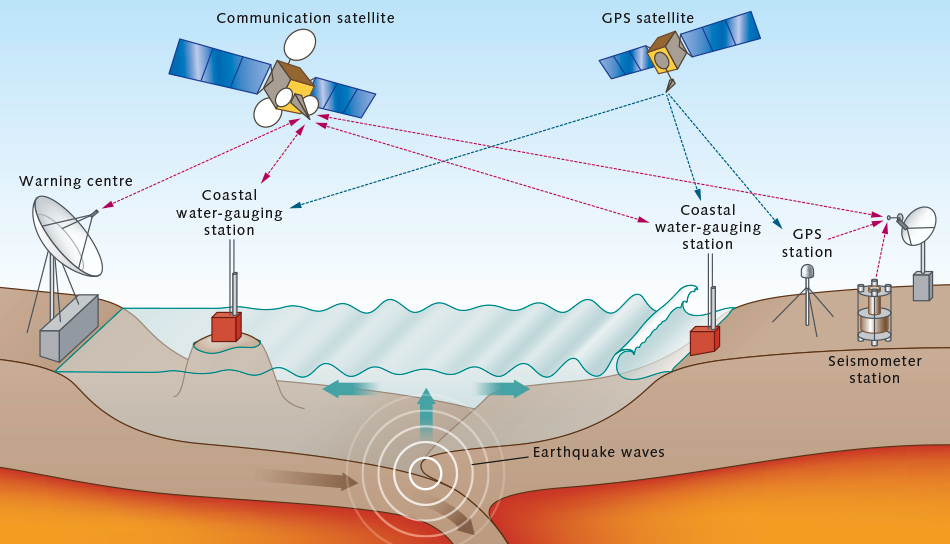 Communication satellite
GPS satellite
Warning centre
Coastal
water-gauging
station
Coastal
water-gauging
station
GPS
station
Seismometer
station
Earthquake waves